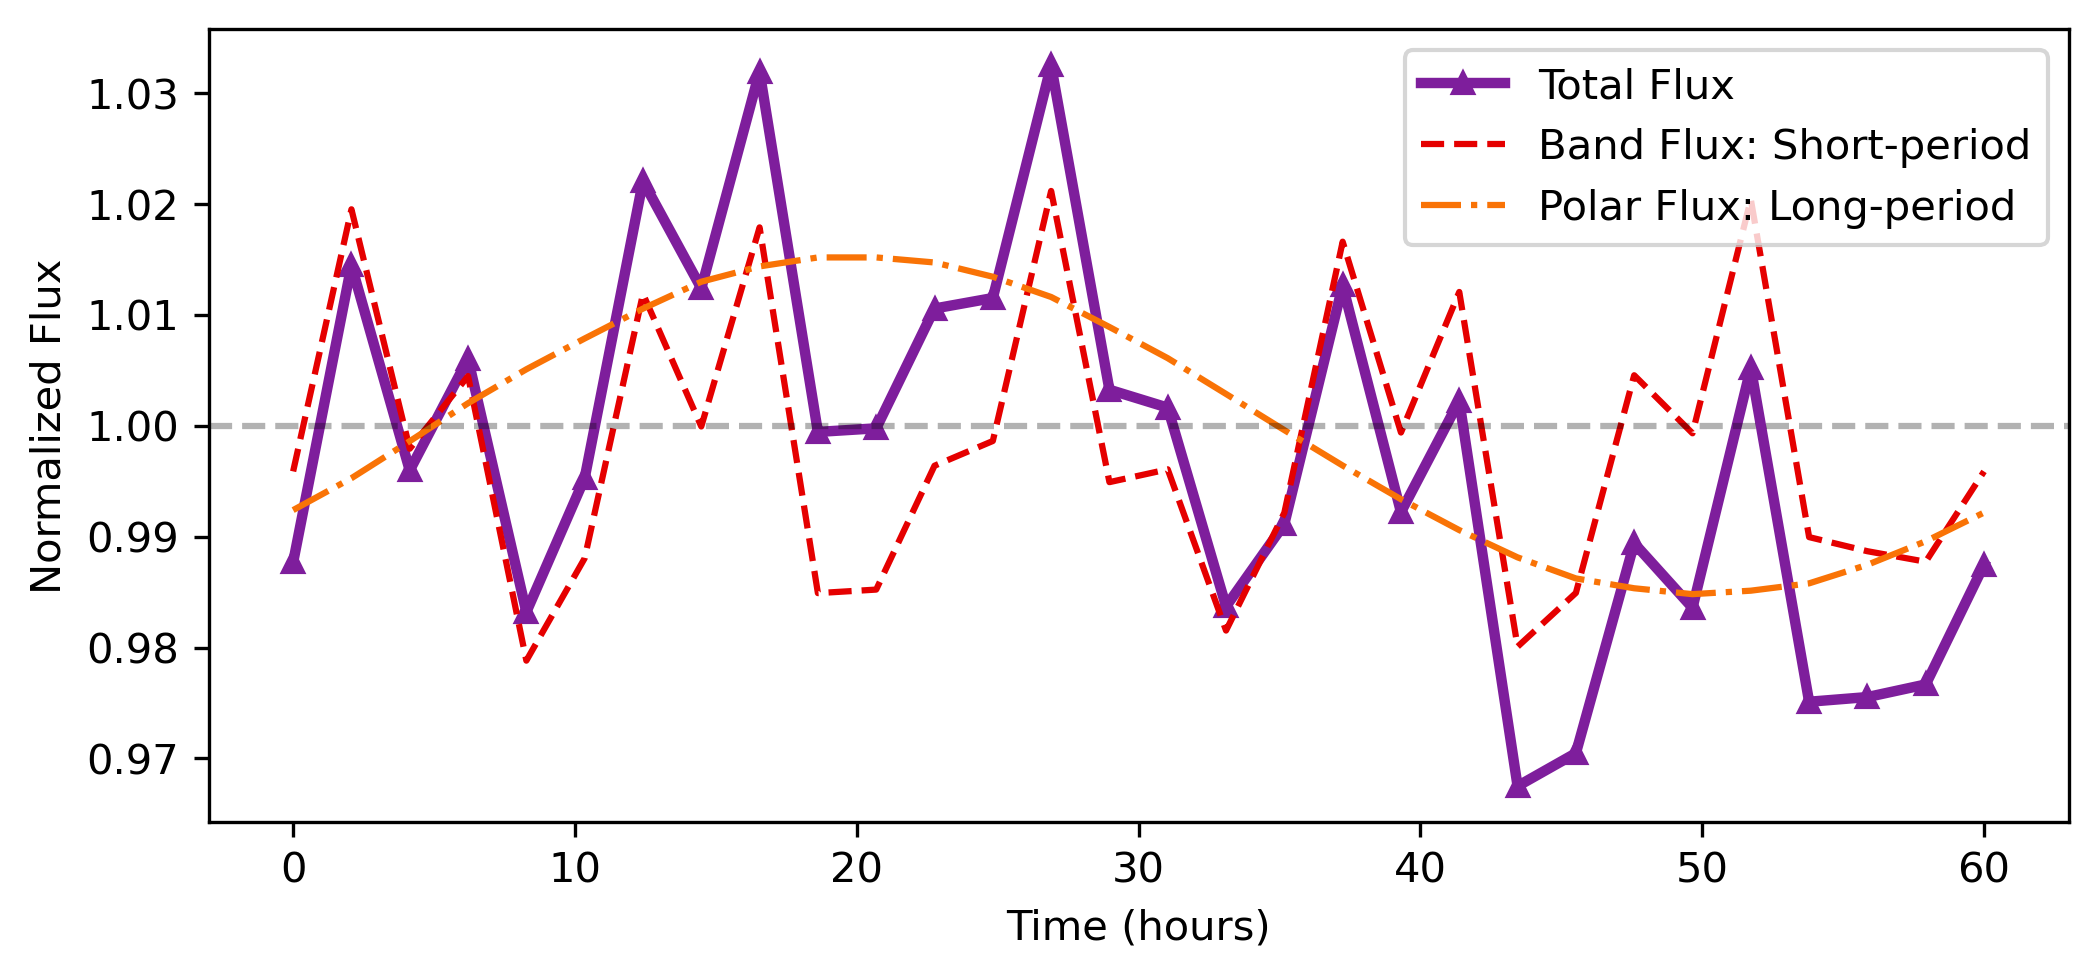 Normalized Flux
1.03
1.02
1.01
1.00
0.99
0.98
0.97
Total Flux
Band Flux: Short-period
Polar Flux: Long-period
0 10 20 30 40 50 60
Time (hours)